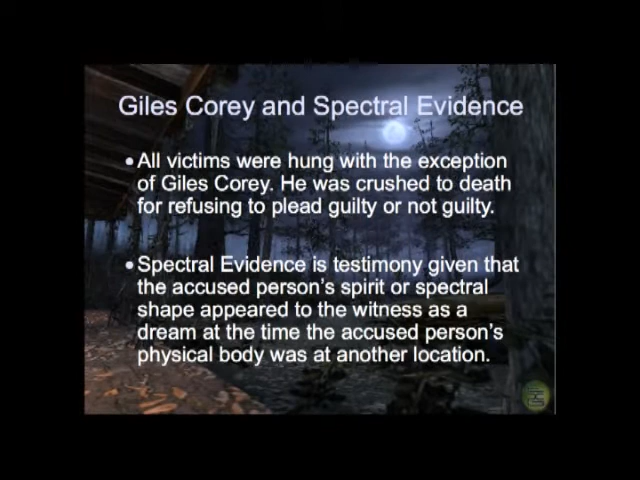 Giles Corey and Spectral Evidence
•All victims were hung with the exception
of Giles Corey. He was crushed to death
for refusing to plead guilty or not guilty.
•Spectral Evidence is testimony given that
the accused person's spirit or spectral
shape appeared to the witness as a
dream at the time the accused person's
physical body was at another location.